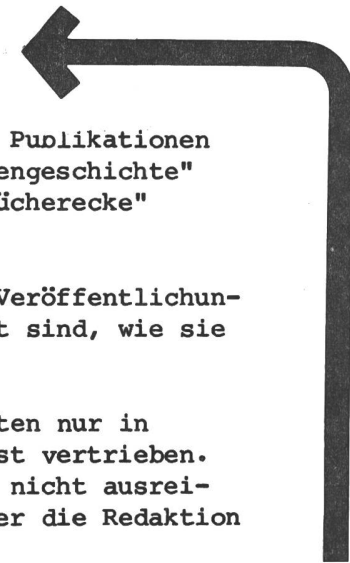 Publikationen
engeschichte"
ücherecke"
Veröffentlichun-
t sind, wie sie
ten nur in
st vertrieben.
nicht ausrei-
er die Redaktion